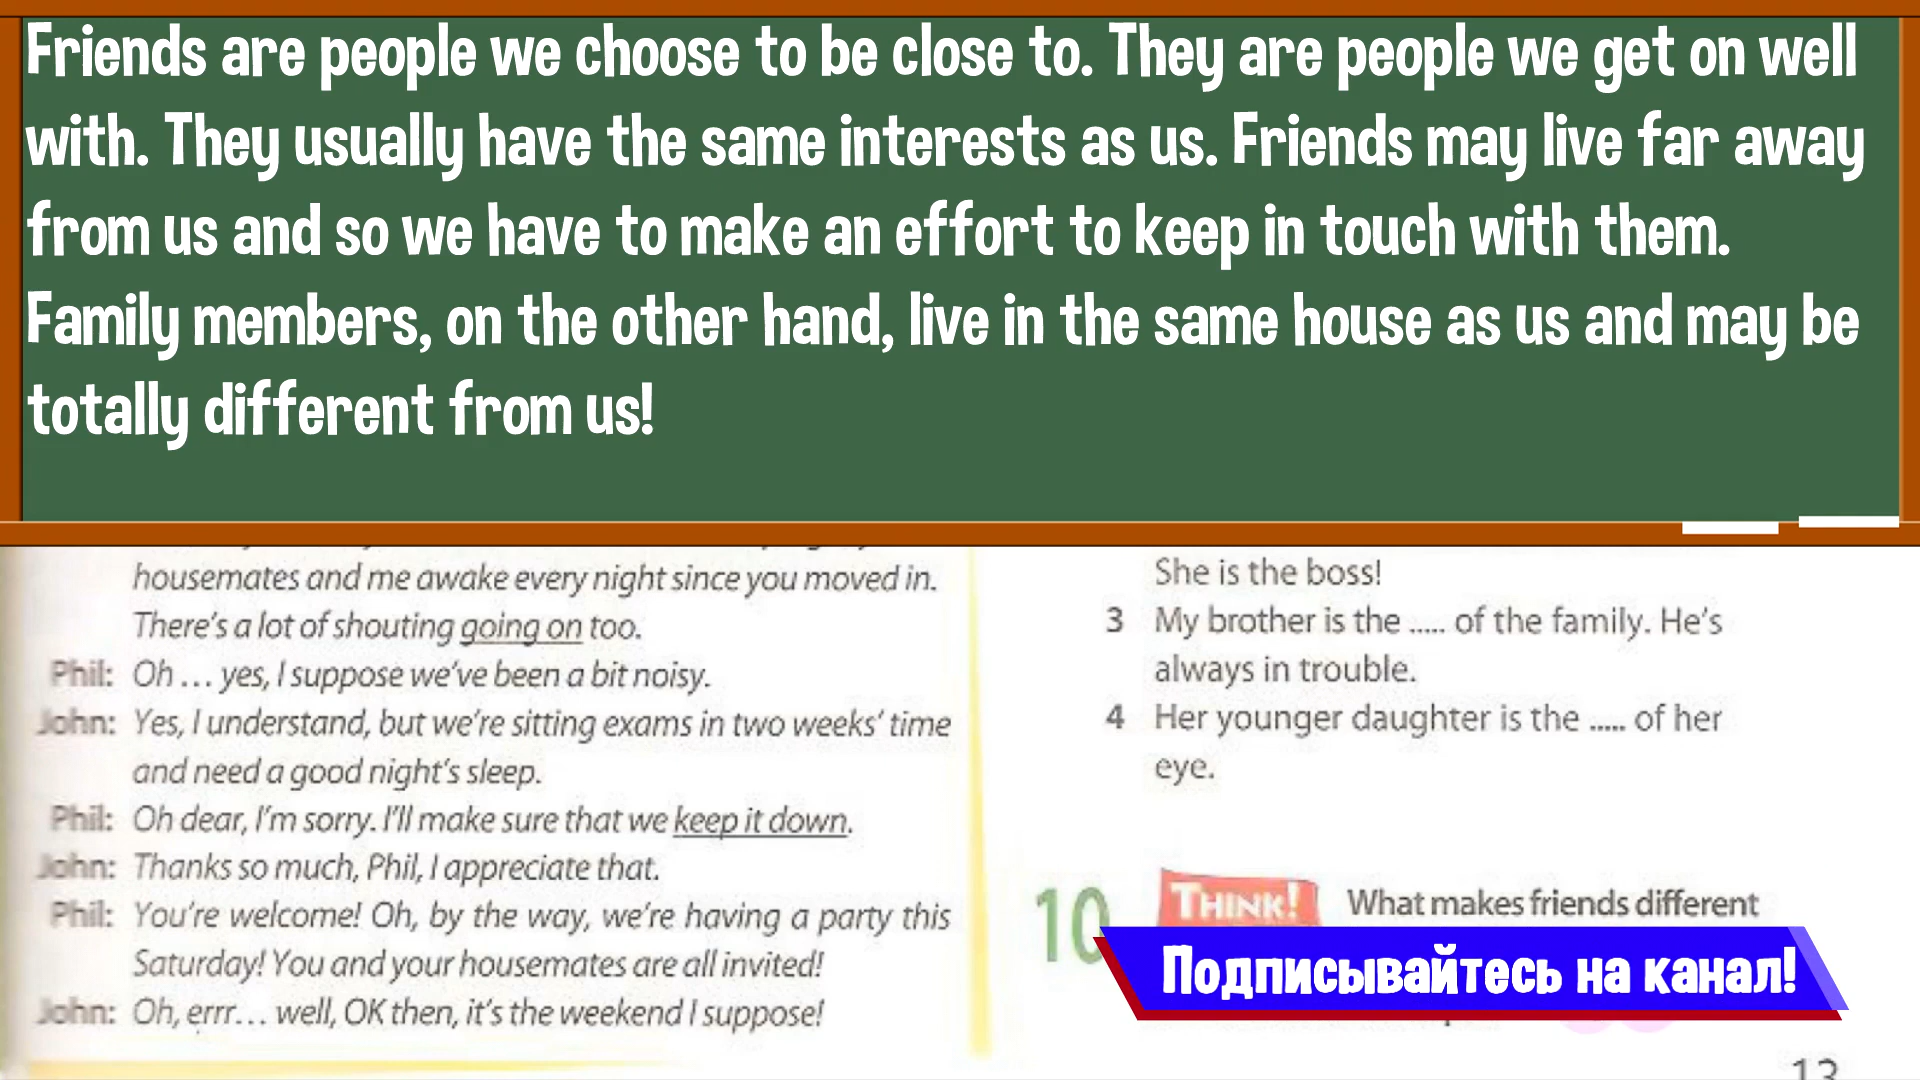 Friends are people we choose to be close to. They are people we get on well
with. They usually have the same interests as us. Friends may live far away
from us and so we have to make an effort to keep in touch with them.
Family members, on the other hand, live in the same house as us and may be
totally different from us!
housemates and me awake every night since you moved in.
There's a lot of shouting going on too.
Phil: Oh ... yes, I suppose we've been a bit noisy.
John: Yes, I understand, but we're sitting exams in two weeks' time
and need a good night's sleep.
Phil: Oh dear, I'm sorry. I'll make sure that we keep it down.
John: Thanks so much, Phil, I appreciate that.
Phil: You're welcome! Oh, by the way, we're having a party this
Saturday! You and your housemates are all invited!
John: Oh, errr... well, OK then, it's the weekend I suppose!
She is the boss!
3 My brother is the ..... of the family. He's
always in trouble.
4 Her younger daughter is the ..... of her
eye.
10 THINK! What makes friends different
Подписывайтесь на канал!
13